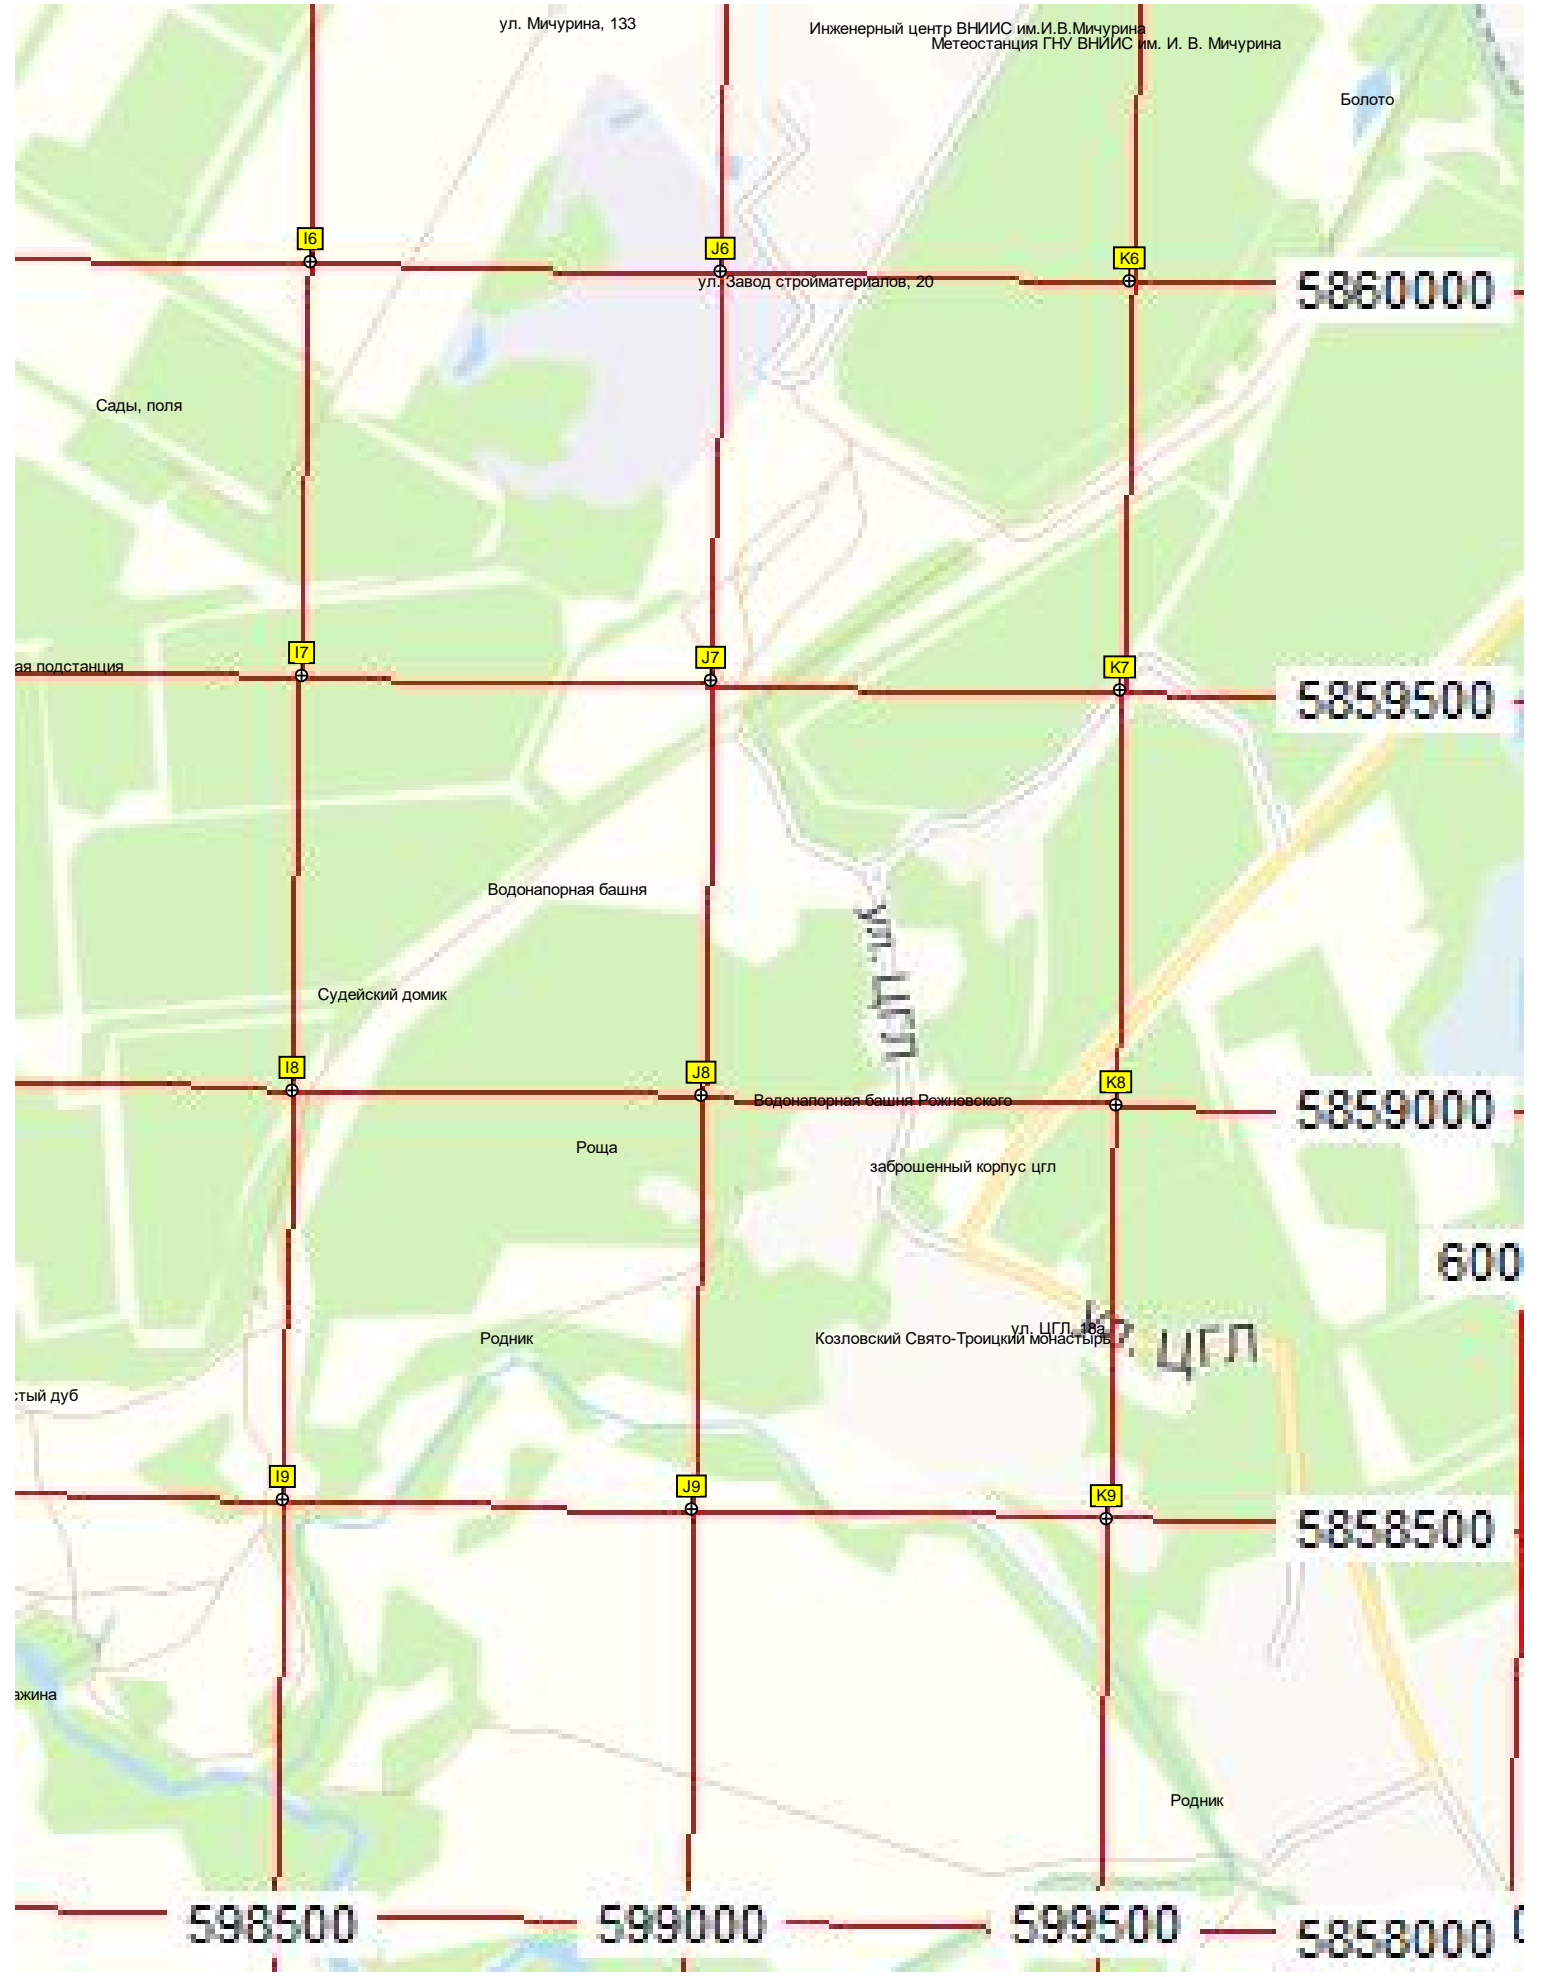 ул. Мичурина, 133
Инженерный центр ВНИИС им.И.В.Мичурина
Метеостанция ГНУ ВНИИС им. И. В. Мичурина
Болото
I6
J6
K6
ул. Завод стройматериалов, 20
5860000
Сады, поля
I7
J7
K7
ая подстанция
5859500
Водонапорная башня
ул. ЦГЛ
Судейский домик
I8
J8
K8
Водонапорная башня Рожновского
5859000
Роща
заброшенный корпус цгл
600
ул. ЦГЛ, 18а
Родник
Козловский Свято-Троицкий монастырь
ЦГЛ
стый дуб
I9
J9
K9
5858500
ажина
Родник
598500
599000
599500
5858000